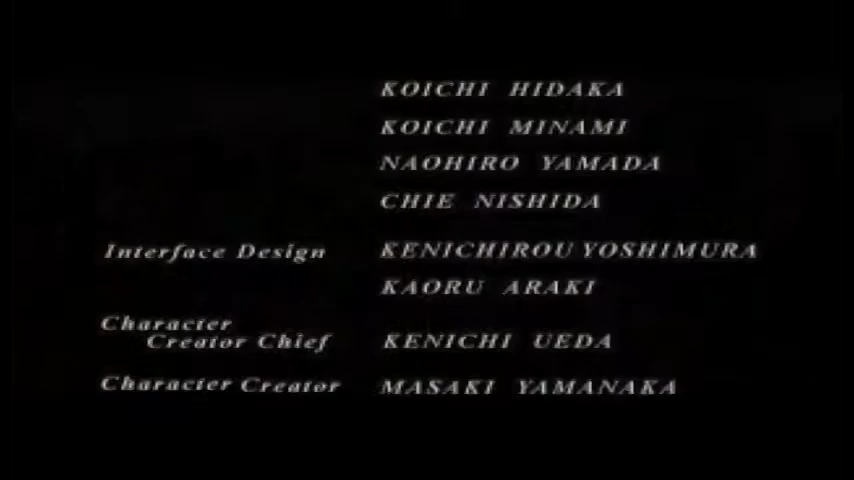 KOICHI HIDAKA
KOICHI MINAMI
NAOHIRO YAMADA
CHIE NISHIDA
Interface Design KENICHIROU YOSHIMURA
KAORU ARAKI
Character
Creator Chief KENICHI UEDA
Character Creator MASAKI YAMANAKA